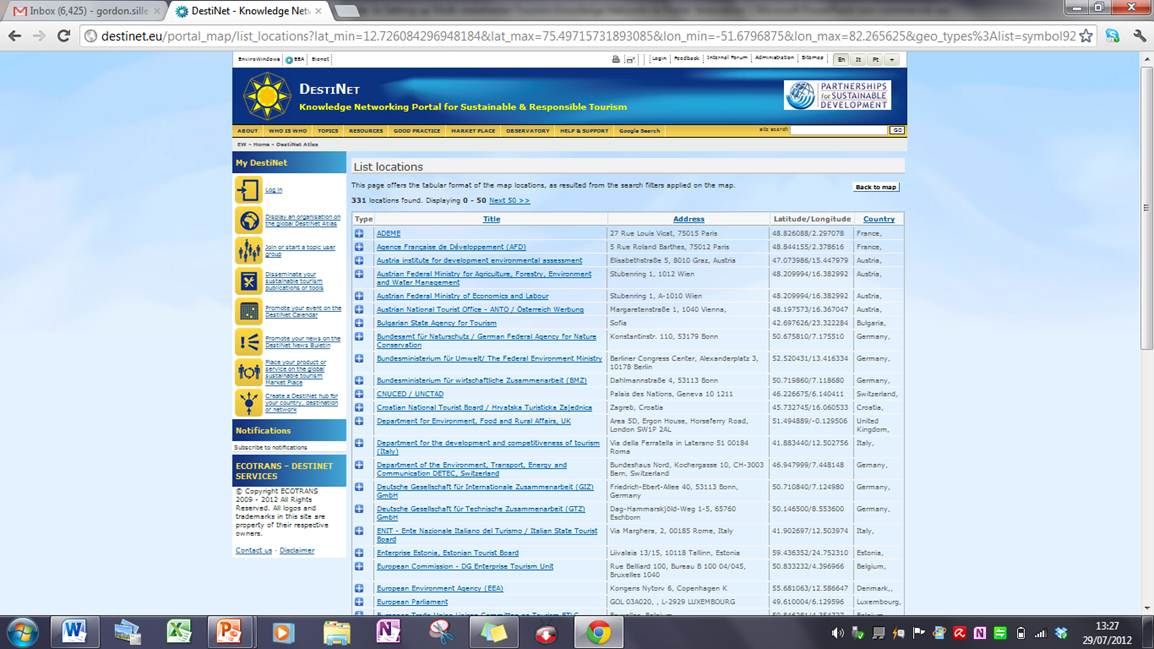 Inbox (6,425) - gordon.sille
DestiNet - Knowledge Netw
destinet.eu/portal_map/list_locations?lat_min=12.726084296948184&lat_max=75.49715731893085&lon_min=-51.6796875&lon_max=82.265625&geo_types%3Alist=symbol92
EnviroWindows EEA Eionet Login Feedback Internal Forum Administration Sitemap En It Pt
DESTINET
Knowledge Networking Portal for Sustainable & Responsible Tourism
PARTNERSHIPS for SUSTAINABLE DEVELOPMENT
ABOUT WHO IS WHO TOPICS RESOURCES GOOD PRACTICE MARKET PLACE OBSERVATORY HELP & SUPPORT Google Search site search GO
EW - Home - DestiNet Atlas
My DestiNet
Log in
Display an organisation on
the global DestiNet Atlas
Join or start a topic user
group
Disseminate your
sustainable tourism
publications or tools
Promote your event on the
DestiNet Calendar
Promote your news on the
DestiNet News Bulletin
Place your product or
service on the global
sustainable tourism
Market Place
Create a DestiNet hub for
your country, destination
or network
Notifications
Subscribe to notifications
ECOTRANS - DESTINET
SERVICES
© Copyright ECOTRANS
2009 - 2012 All Rights
Reserved. All logos and
trademarks in this site are
property of their respective
owners.
Contact us - Disclaimer
List locations
This page offers the tabular format of the map locations, as resulted from the search filters applied on the map.
Back to map
331 locations found. Displaying 0 - 50 Next 50 >>
Type Title Address Latitude/Longitude Country
ADEME 27 Rue Louis Vicat, 75015 Paris 48.826088/2.297078 France,
Agence Française de Développement (AFD) 5 Rue Roland Barthes, 75012 Paris 48.844155/2.378616 France,
Austria institute for development environmental assessment Elisabethstraße 5, 8010 Graz, Austria 47.073986/15.447979 Austria,
Austrian Federal Ministry for Agriculture, Forestry, Environment
and Water Management Stubenring 1, 1012 Wien 48.209994/16.382992 Austria,
Austrian Federal Ministry of Economics and Labour Stubenring 1, A-1010 Wien 48.209994/16.382992 Austria,
Austrian National Tourist Office - ANTO / Österreich Werbung Margaretenstraße 1, 1040 Vienna, 48.197573/16.367047 Austria,
Bulgarian State Agency for Tourism Sofia 42.697626/23.322284 Bulgaria,
Bundesamt für Naturschutz / German Federal Agency for Nature
Conservation Konstantinstr. 110, 53179 Bonn 50.675810/7.175510 Germany,
Bundesministerium für Umwelt/ The Federal Environment Ministry Berliner Congress Center, Alexanderplatz 3,
10178 Berlin 52.520431/13.416334 Germany,
Bundesministerium für wirtschaftliche Zusammenarbeit (BMZ) Dahlmannstraße 4, 53113 Bonn 50.719860/7.118680 Germany,
CNUCED / UNCTAD Palais des Nations, Geneva 10 1211 46.226675/6.140411 Switzerland,
Croatian National Tourist Board / Hrvatska Turisticka Zajednica Zagreb, Croatia 45.732745/16.060533 Croatia,
Department for Environment, Food and Rural Affairs, UK Area 5D, Ergon House, Horseferry Road,
London SW1P 2AL 51.494889/-0.129506 United
Kingdom,
Department for the development and competitiveness of tourism
(Italy) Via della Ferratella in Laterano 51 00184
Roma 41.883440/12.502756 Italy,
Department of the Environment, Transport, Energy and
Communication DETEC, Switzerland Bundeshaus Nord, Kochergasse 10, CH-3003
Bern, Switzerland 46.947999/7.448148 Germany,
Deutsche Gesellschaft für Internationale Zusammenarbeit (GIZ)
GmbH Friedrich-Ebert-Allee 40, 53113 Bonn,
Germany 50.710840/7.124980 Germany,
Deutsche Gesellschaft für Technische Zusammenarbeit (GTZ)
GmbH Dag-Hammarskjöld-Weg 1-5, 65760
Eschborn 50.146500/8.553600 Germany,
ENIT - Ente Nazionale Italiano del Turismo / Italian State Tourist
Board Via Marghera, 2, 00185 Rome, Italy 41.902697/12.503974 Italy,
Enterprise Estonia, Estonian Tourist Board Liivalaia 13/15, 10118 Tallinn, Estonia 59.436352/24.752310 Estonia,
European Commission - DG Enterprise Tourism Unit Rue Belliard 100, Bureau B 100 04/045,
Bruxelles 1040 50.833232/4.396966 Belgium,
European Environment Agency (EEA) Kongens Nytorv 6, Copenhagen K 55.681063/12.586647 Denmark,,
European Parliament GOL 03A020, , L-2929 LUXEMBOURG 49.610004/6.129596 Luxembourg,
13:27
29/07/2012